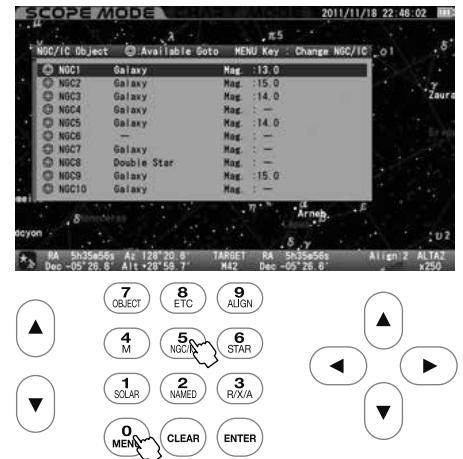 SCOPE MODE 2011/11/18 22:46:02
λ π5
NGC/IC Object :Available Goto MENU Key : Change NGC/IC o1
NGC1 Galaxy Mag. :13.0
NGC2 Galaxy Mag. :15.0
NGC3 Galaxy Mag. :14.0
NGC4 Galaxy Mag. : —
NGC5 Galaxy Mag. :14.0
NGC6 — Mag. : —
NGC7 Galaxy Mag. : —
NGC8 Double Star Mag. : —
NGC9 Galaxy Mag. :15.0
NGC10 Galaxy Mag. : —
Zaura
η Arneb
ocyon δ υ2
δ γ
RA 5h35m56s Az 128°20.6' TARGET RA 5h35m56s Align:2 ALTAZ
Dec -05°26.6' Alt +28°59.7' M42 Dec -05°26.6' x250
7 8 9
OBJECT ETC ALIGN
4 5 6
M NGC/I STAR
1 2 3
SOLAR NAMED R/X/A
0 CLEAR ENTER
MENU